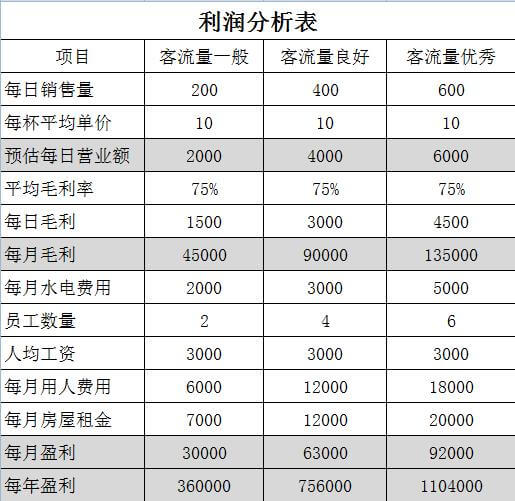 利润分析表
项目 客流量一般 客流量良好 客流量优秀
每日销售量 200 400 600
每杯平均单价 10 10 10
预估每日营业额 2000 4000 6000
平均毛利率 75% 75% 75%
每日毛利 1500 3000 4500
每月毛利 45000 90000 135000
每月水电费用 2000 3000 5000
员工数量 2 4 6
人均工资 3000 3000 3000
每月用人费用 6000 12000 18000
每月房屋租金 7000 12000 20000
每月盈利 30000 63000 92000
每年盈利 360000 756000 1104000